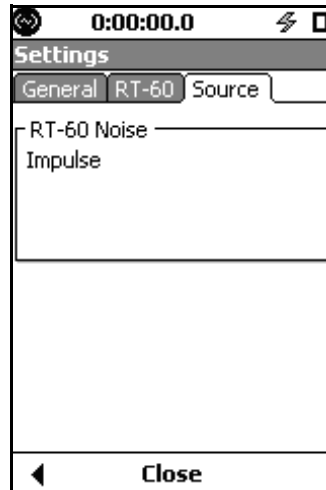 0:00:00.0
Settings
General RT-60 Source
RT-60 Noise
Impulse
Close